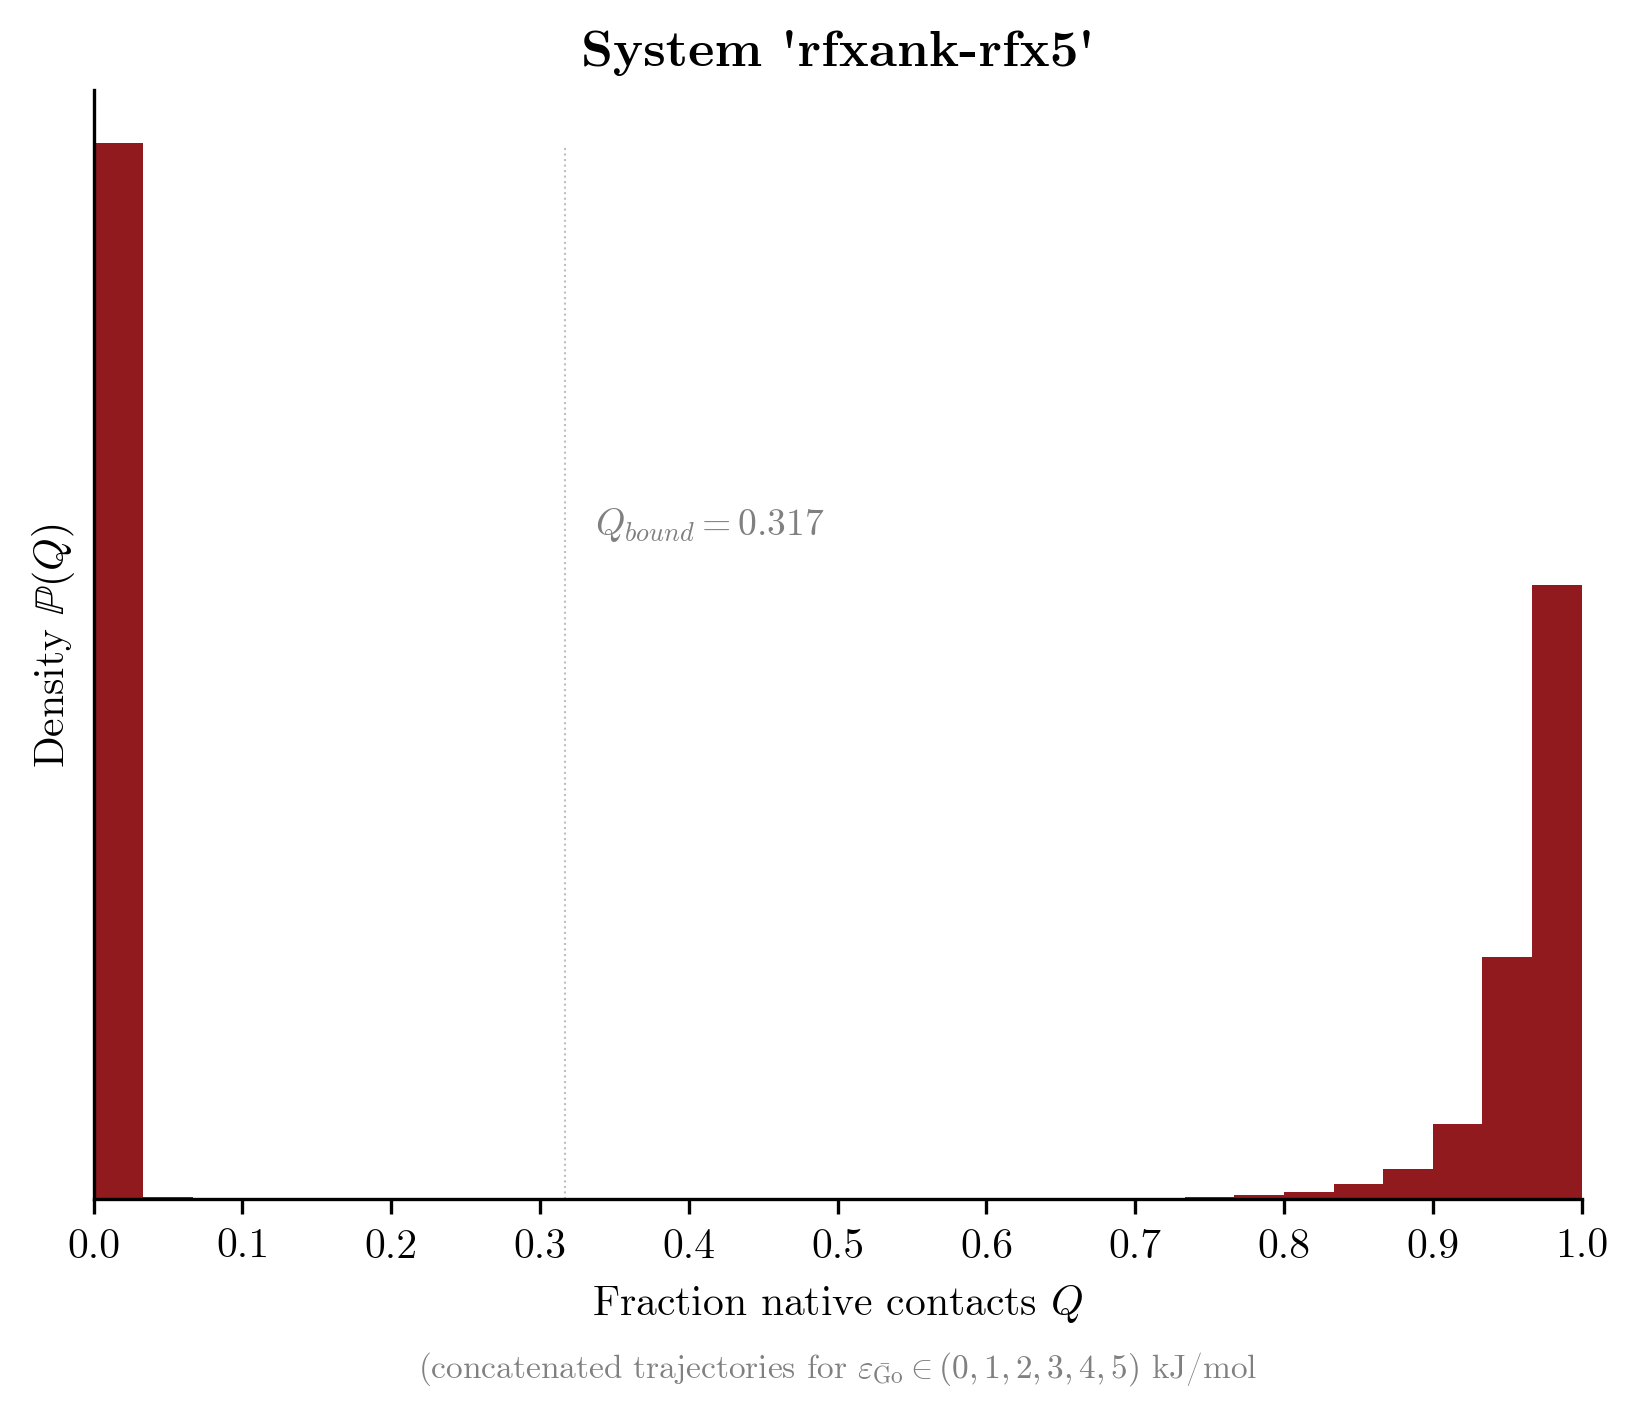 System 'rfxank-rfx5'
Density ℙ(Q)
Q_bound = 0.317
0.0 0.1 0.2 0.3 0.4 0.5 0.6 0.7 0.8 0.9 1.0
Fraction native contacts Q
(concatenated trajectories for ε_Ḡo ∈ (0, 1, 2, 3, 4, 5) kJ/mol